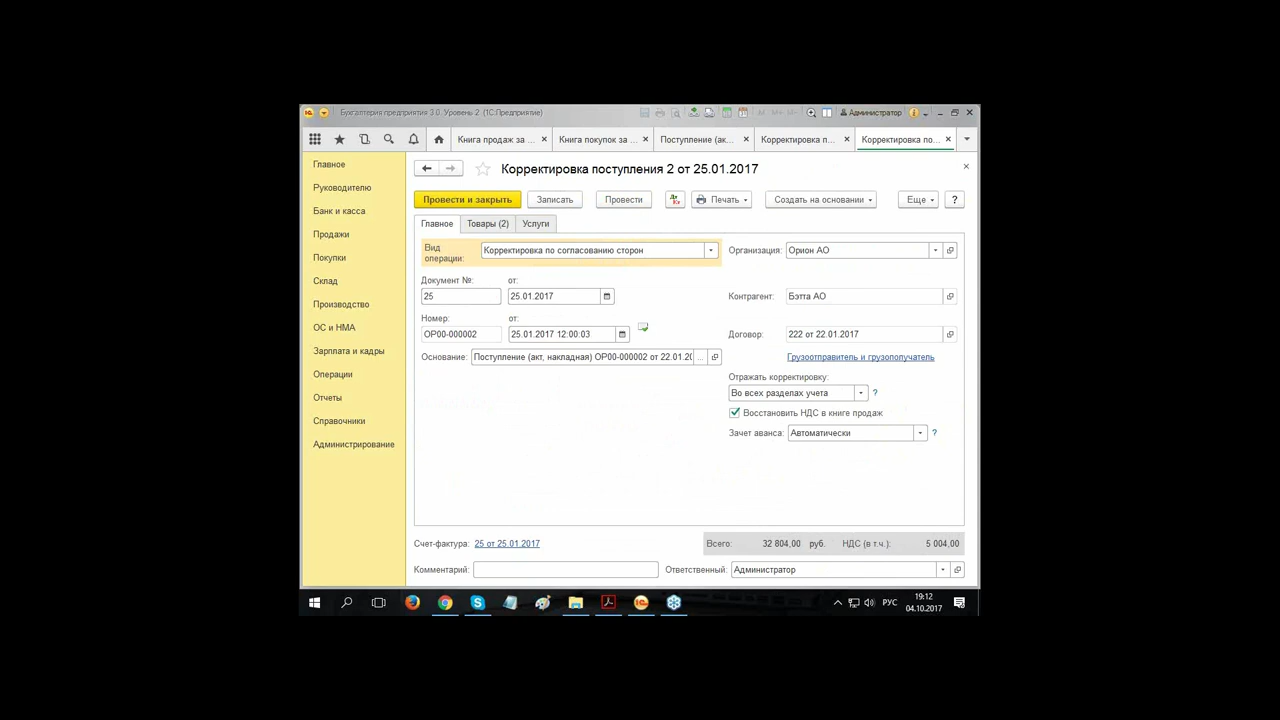 Бухгалтерия предприятия 3.0. Уровень 2 (1С:Предприятие)
M M+ M-
Администратор
Книга продаж за ...
Книга покупок за ...
Поступление (ак...
Корректировка п...
Корректировка по...
Главное
Руководителю
Банк и касса
Продажи
Покупки
Склад
Производство
ОС и НМА
Зарплата и кадры
Операции
Отчеты
Справочники
Администрирование
Корректировка поступления 2 от 25.01.2017
Провести и закрыть
Записать
Провести
Дт Кт
Печать
Создать на основании
Еще
?
Главное
Товары (2)
Услуги
Вид операции: Корректировка по согласованию сторон
Организация: Орион АО
Документ №: от:
25 25.01.2017
Контрагент: Бэтта АО
Номер: от:
ОР00-000002 25.01.2017 12:00:03
Договор: 222 от 22.01.2017
Основание: Поступление (акт, накладная) ОР00-000002 от 22.01.20 ...
Грузоотправитель и грузополучатель
Отражать корректировку:
Во всех разделах учета ?
Восстановить НДС в книге продаж
Зачет аванса: Автоматически ?
Счет-фактура: 25 от 25.01.2017
Всего: 32 804,00 руб. НДС (в т.ч.): 5 004,00
Комментарий:
Ответственный: Администратор
РУС
19:12
04.10.2017